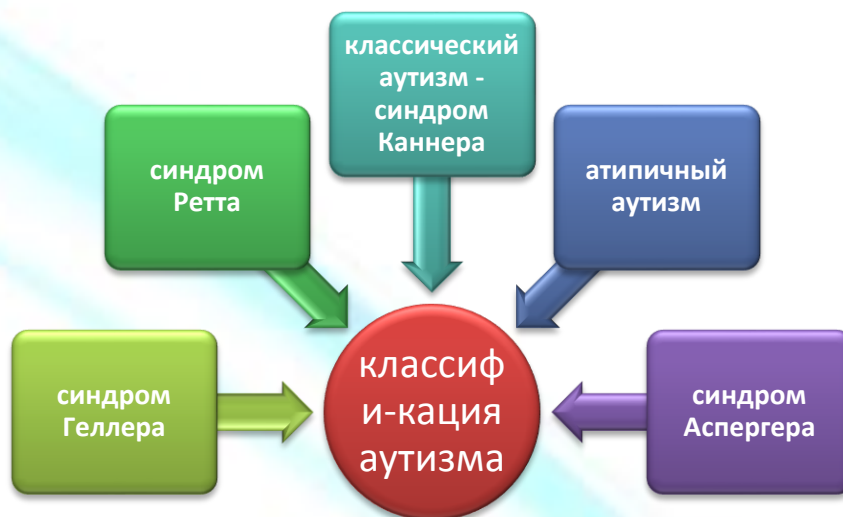 классический
аутизм -
синдром
Каннера
синдром
Ретта
атипичный
аутизм
синдром
Геллера
классиф
и-кация
аутизма
синдром
Аспергера